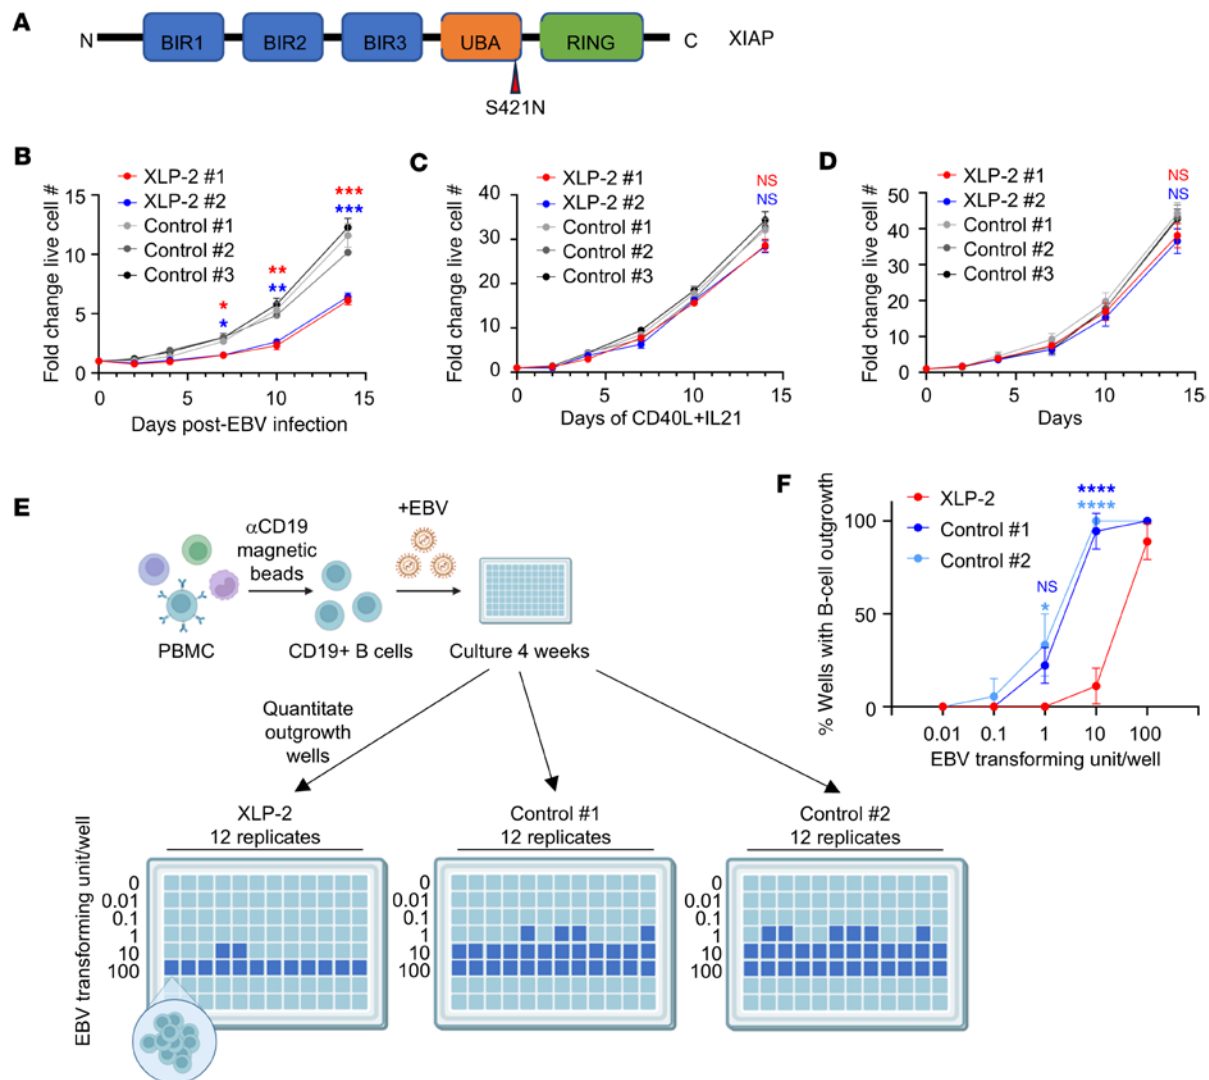 A
N BIR1 BIR2 BIR3 UBA RING C XIAP
S421N
B
Fold change live cell #
XLP-2 #1
XLP-2 #2
Control #1
Control #2
Control #3
15
10
5
0
*
*
**
**
***
***
0 5 10 15
Days post-EBV infection
C
Fold change live cell #
XLP-2 #1
XLP-2 #2
Control #1
Control #2
Control #3
NS
NS
40
30
20
10
0
0 5 10 15
Days of CD40L+IL21
D
Fold change live cell #
XLP-2 #1
XLP-2 #2
Control #1
Control #2
Control #3
NS
NS
50
40
30
20
10
0
0 5 10 15
Days
E
αCD19
magnetic
beads
+EBV
PBMC
CD19+ B cells
Culture 4 weeks
Quantitate
outgrowth
wells
EBV transforming unit/well
XLP-2
12 replicates
0
0.01
0.1
1
10
100
Control #1
12 replicates
0
0.01
0.1
1
10
100
Control #2
12 replicates
0
0.01
0.1
1
10
100
F
% Wells with B-cell outgrowth
XLP-2
Control #1
Control #2
****
****
NS
*
100
50
0
0.01 0.1 1 10 100
EBV transforming unit/well